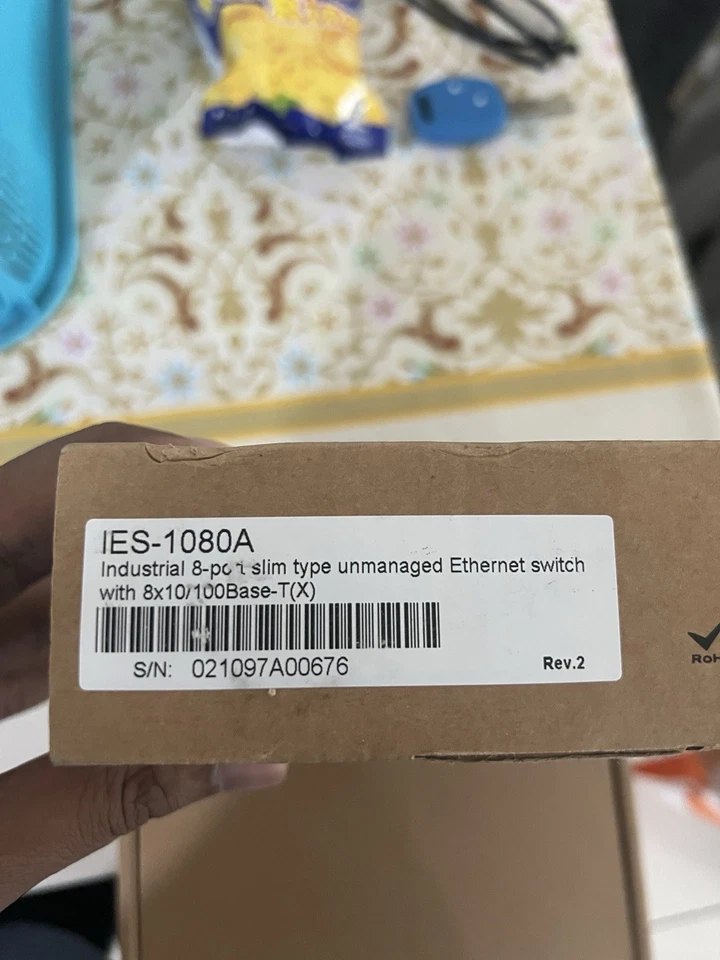 IES-1080A
Industrial 8-port slim type unmanaged Ethernet switch
with 8x10/100Base-T(X)
S/N: 021097A00676
Rev.2